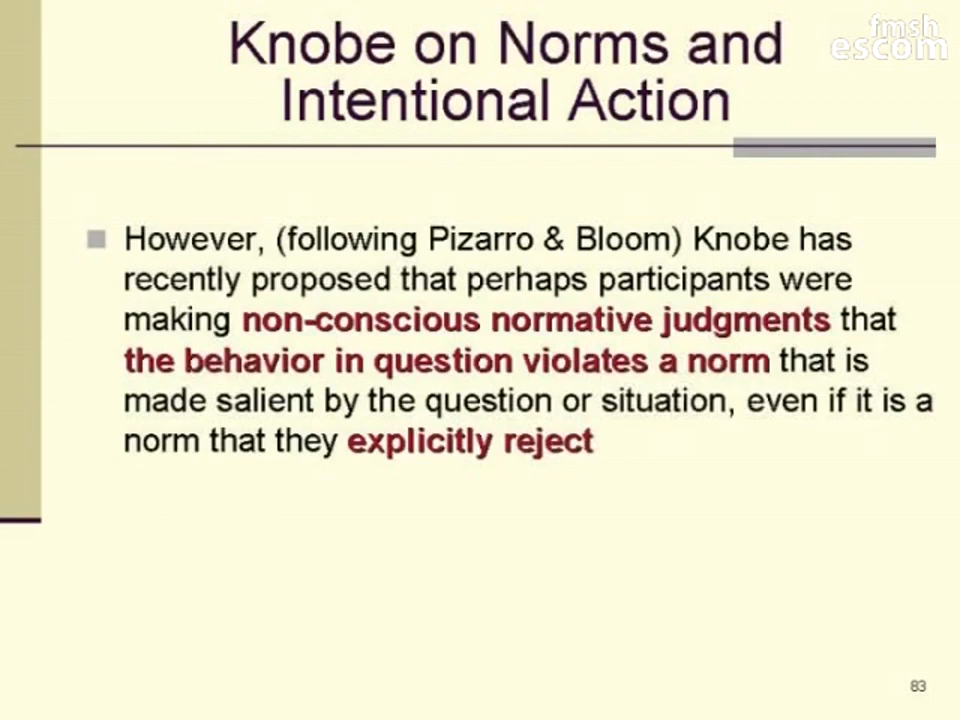 fmsh
escom
Knobe on Norms and
Intentional Action
However, (following Pizarro & Bloom) Knobe has
recently proposed that perhaps participants were
making non-conscious normative judgments that
the behavior in question violates a norm that is
made salient by the question or situation, even if it is a
norm that they explicitly reject
83